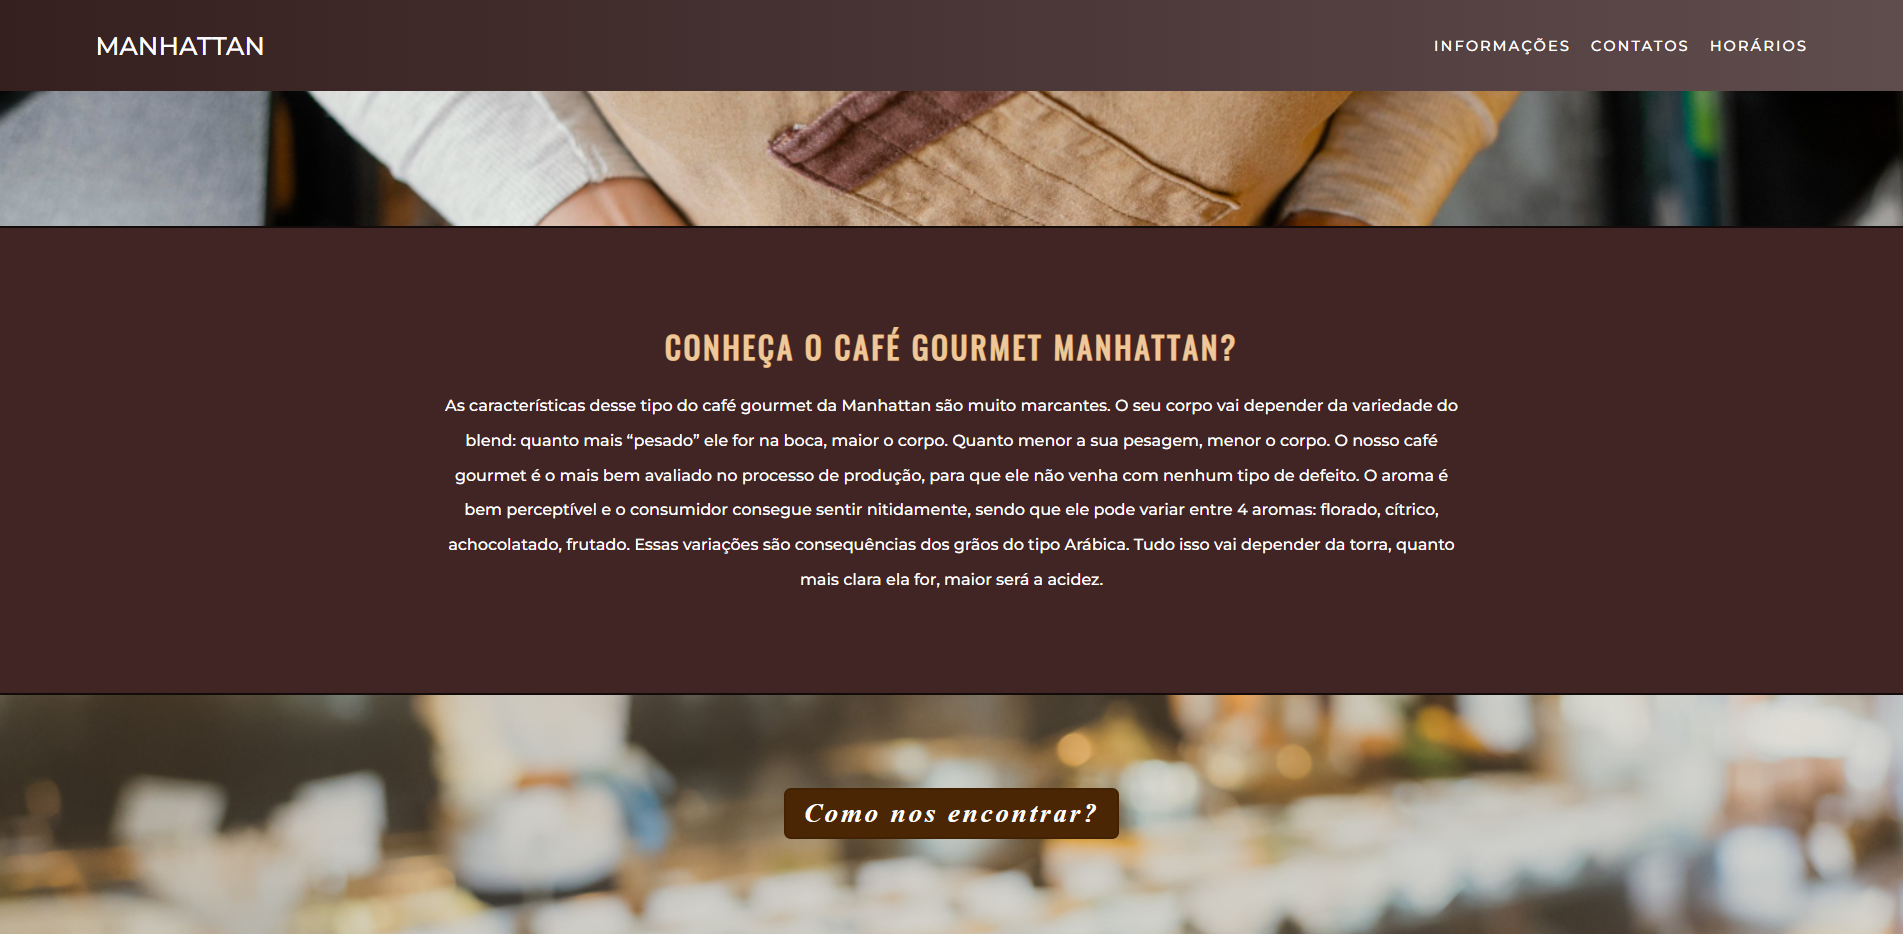 MANHATTAN
INFORMAÇÕES CONTATOS HORÁRIOS
CONHEÇA O CAFÉ GOURMET MANHATTAN?
As características desse tipo do café gourmet da Manhattan são muito marcantes. O seu corpo vai depender da variedade do
blend: quanto mais “pesado” ele for na boca, maior o corpo. Quanto menor a sua pesagem, menor o corpo. O nosso café
gourmet é o mais bem avaliado no processo de produção, para que ele não venha com nenhum tipo de defeito. O aroma é
bem perceptível e o consumidor consegue sentir nitidamente, sendo que ele pode variar entre 4 aromas: florado, cítrico,
achocolatado, frutado. Essas variações são consequências dos grãos do tipo Arábica. Tudo isso vai depender da torra, quanto
mais clara ela for, maior será a acidez.
Como nos encontrar?